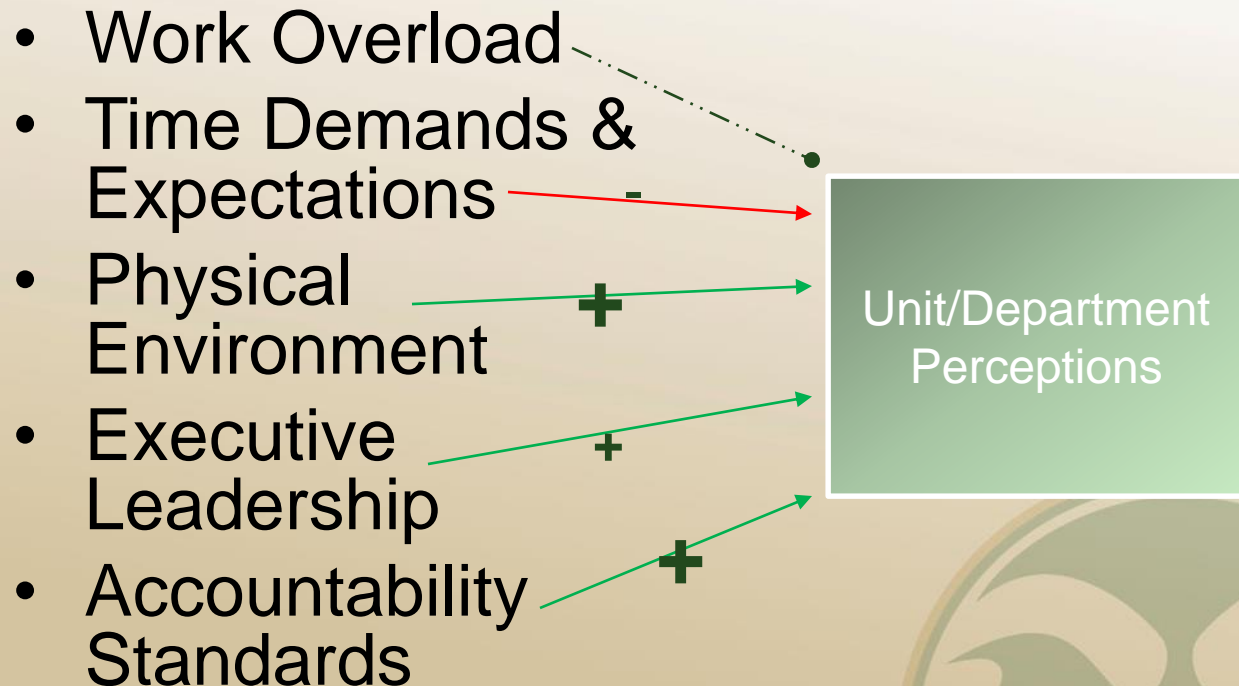 • Work Overload
• Time Demands &
Expectations
-
• Physical
Environment
+
Unit/Department
Perceptions
• Executive
Leadership
+
• Accountability
Standards
+